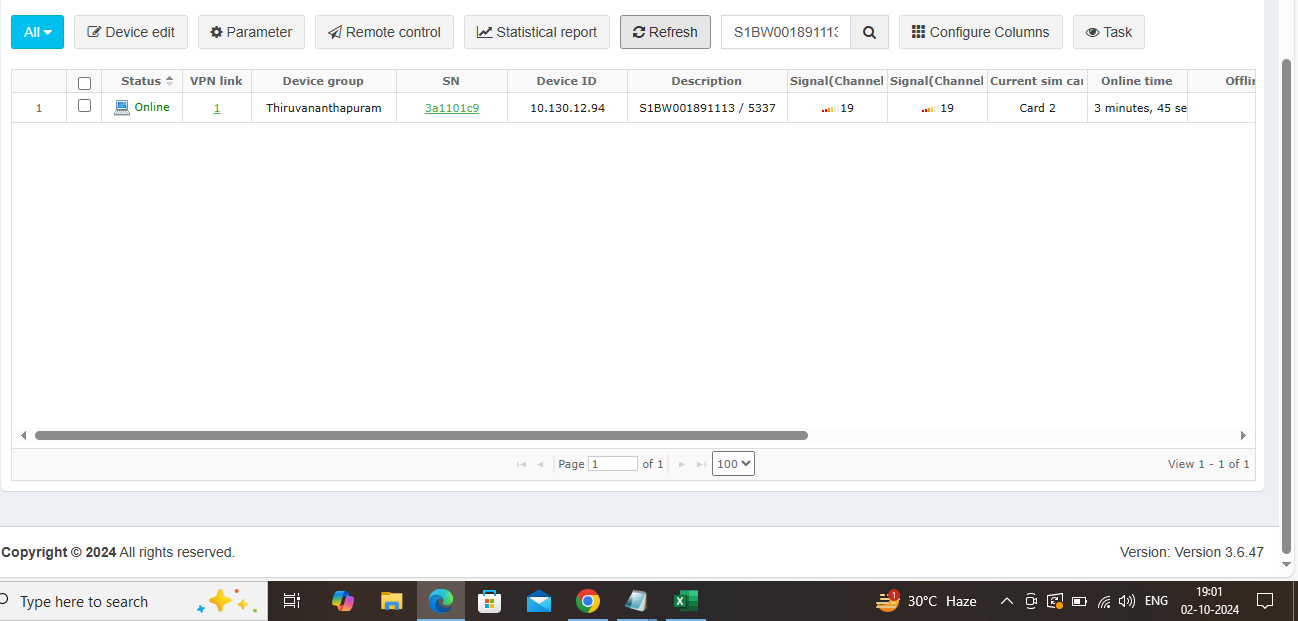 All Device edit Parameter Remote control Statistical report Refresh S1BW001891113 Configure Columns Task
Status VPN link Device group SN Device ID Description Signal(Channel Signal(Channel Current sim car Online time Offlin
1 Online 1 Thiruvananthapuram 3a1101c9 10.130.12.94 S1BW001891113 / 5337 19 19 Card 2 3 minutes, 45 se
Page 1 of 1 100 View 1 - 1 of 1
Copyright © 2024 All rights reserved. Version: Version 3.6.47
Type here to search 1 30°C Haze ENG 19:01
02-10-2024